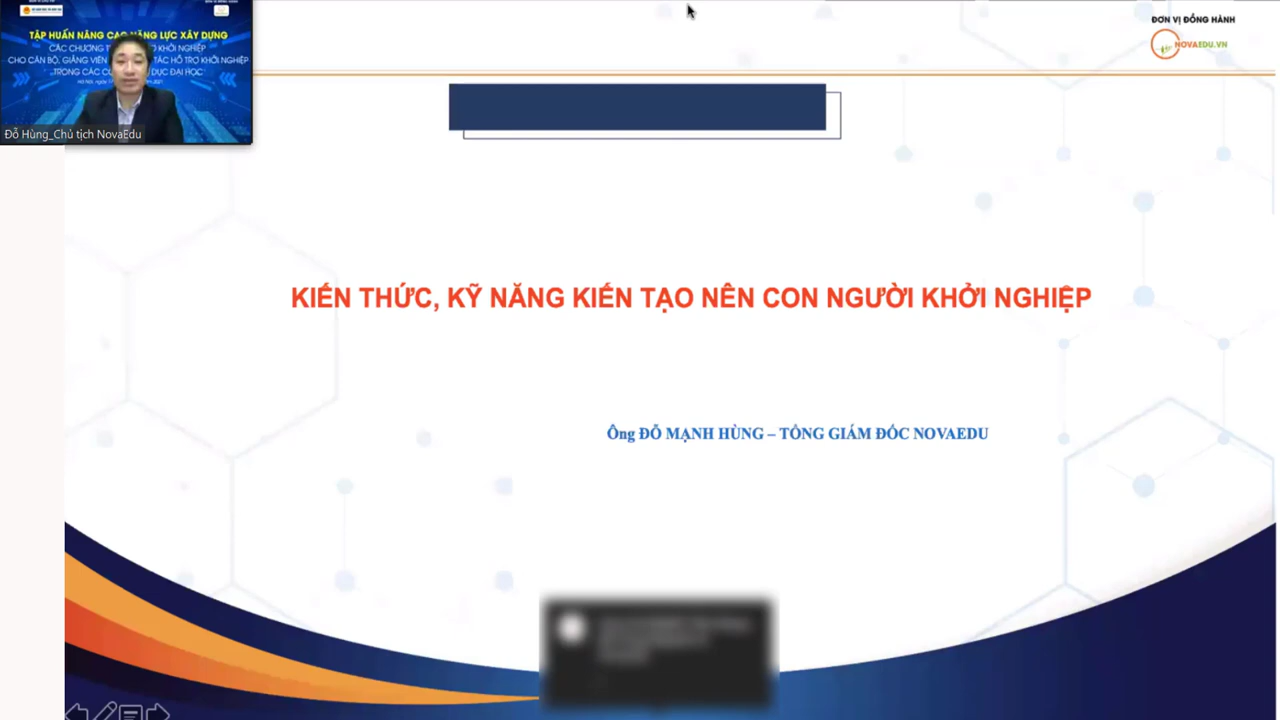 TẬP HUẤN NÂNG CAO NĂNG LỰC XÂY DỰNG
CÁC CHƯƠNG KHỞI NGHIỆP
CHO CÁN BỘ, GIẢNG VIÊN TÁC HỖ TRỢ KHỞI NGHIỆP
TRONG CÁC DỤC ĐẠI HỌC
Đỗ Hùng_Chủ tịch NovaEdu
ĐƠN VỊ ĐỒNG HÀNH
NOVAEDU.VN
KIẾN THỨC, KỸ NĂNG KIẾN TẠO NÊN CON NGƯỜI KHỞI NGHIỆP
Ông ĐỖ MẠNH HÙNG – TỔNG GIÁM ĐỐC NOVAEDU